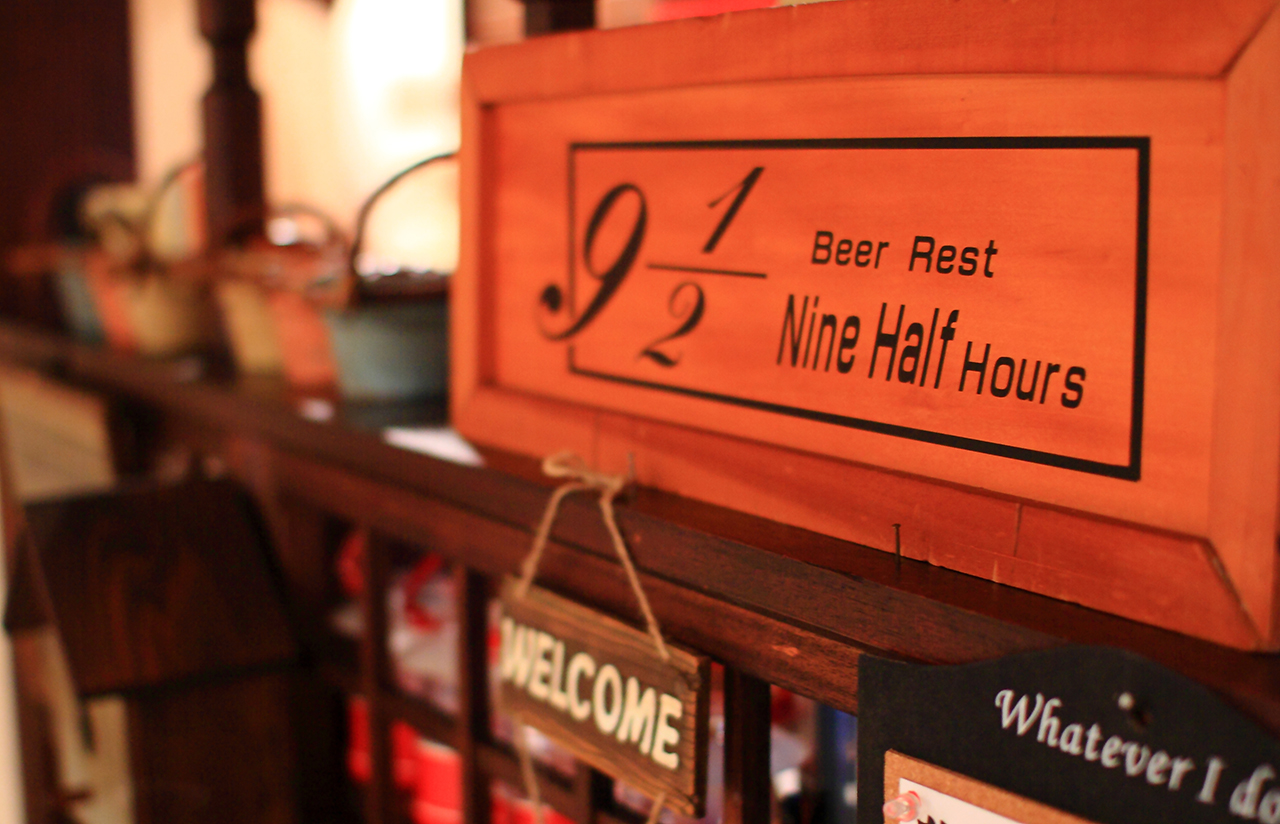 9 1/2
Beer Rest
Nine Half Hours
WELCOME
Whatever I do